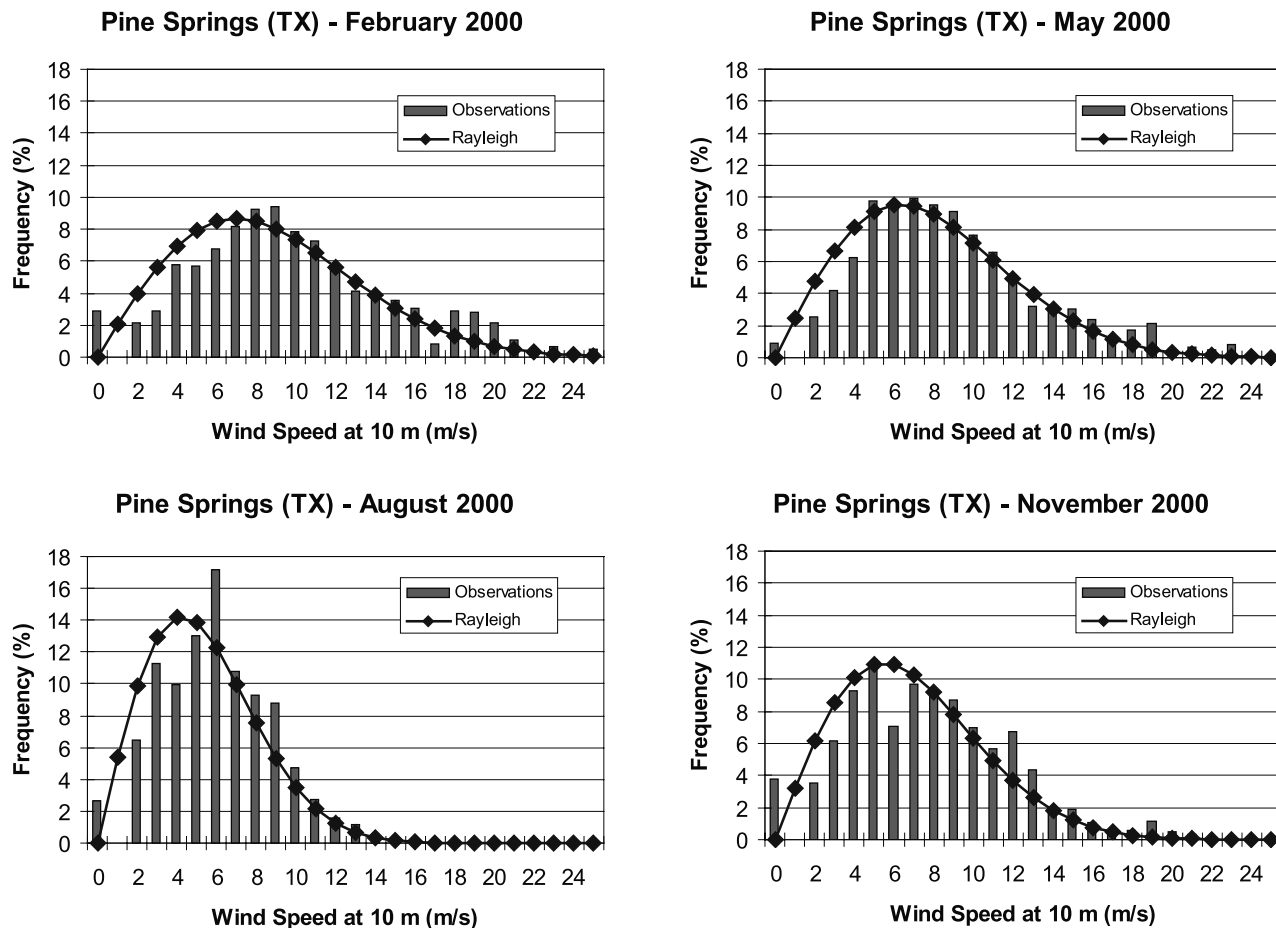 Pine Springs (TX) - February 2000
18
16
14
12
10
8
6
4
2
0
Frequency (%)
Observations
Rayleigh
0 2 4 6 8 10 12 14 16 18 20 22 24
Wind Speed at 10 m (m/s)
Pine Springs (TX) - May 2000
18
16
14
12
10
8
6
4
2
0
Frequency (%)
Observations
Rayleigh
0 2 4 6 8 10 12 14 16 18 20 22 24
Wind Speed at 10 m (m/s)
Pine Springs (TX) - August 2000
18
16
14
12
10
8
6
4
2
0
Frequency (%)
Observations
Rayleigh
0 2 4 6 8 10 12 14 16 18 20 22 24
Wind Speed at 10 m (m/s)
Pine Springs (TX) - November 2000
18
16
14
12
10
8
6
4
2
0
Frequency (%)
Observations
Rayleigh
0 2 4 6 8 10 12 14 16 18 20 22 24
Wind Speed at 10 m (m/s)